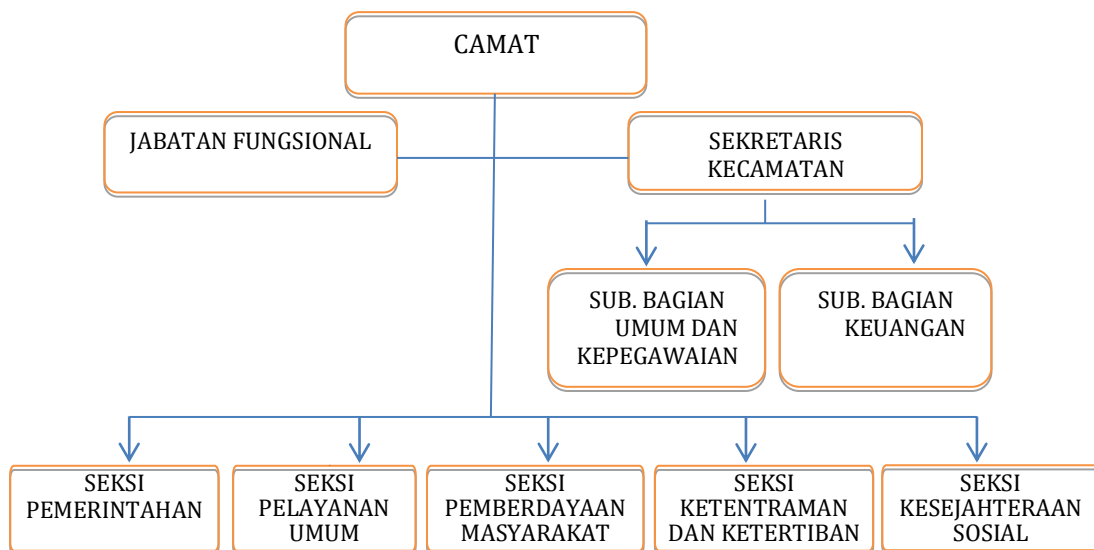 CAMAT
JABATAN FUNGSIONAL
SEKRETARIS
KECAMATAN
SUB. BAGIAN
UMUM DAN
KEPEGAWAIAN
SUB. BAGIAN
KEUANGAN
SEKSI
PEMERINTAHAN
SEKSI
PELAYANAN
UMUM
SEKSI
PEMBERDAYAAN
MASYARAKAT
SEKSI
KETENTRAMAN
DAN KETERTIBAN
SEKSI
KESEJAHTERAAN
SOSIAL